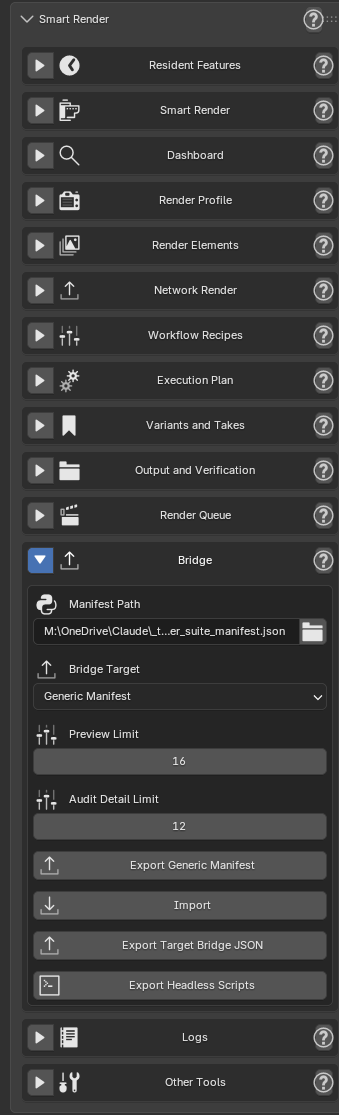 Smart Render
Resident Features
Smart Render
Dashboard
Render Profile
Render Elements
Network Render
Workflow Recipes
Execution Plan
Variants and Takes
Output and Verification
Render Queue
Bridge
Manifest Path
M:\OneDrive\Claude\_t...er_suite_manifest.json
Bridge Target
Generic Manifest
Preview Limit
16
Audit Detail Limit
12
Export Generic Manifest
Import
Export Target Bridge JSON
Export Headless Scripts
Logs
Other Tools